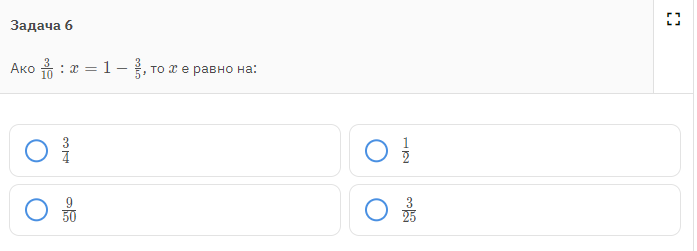 Задача 6
Ако 3/10 : x = 1 − 3/5, то x е равно на:
3/4
1/2
9/50
3/25